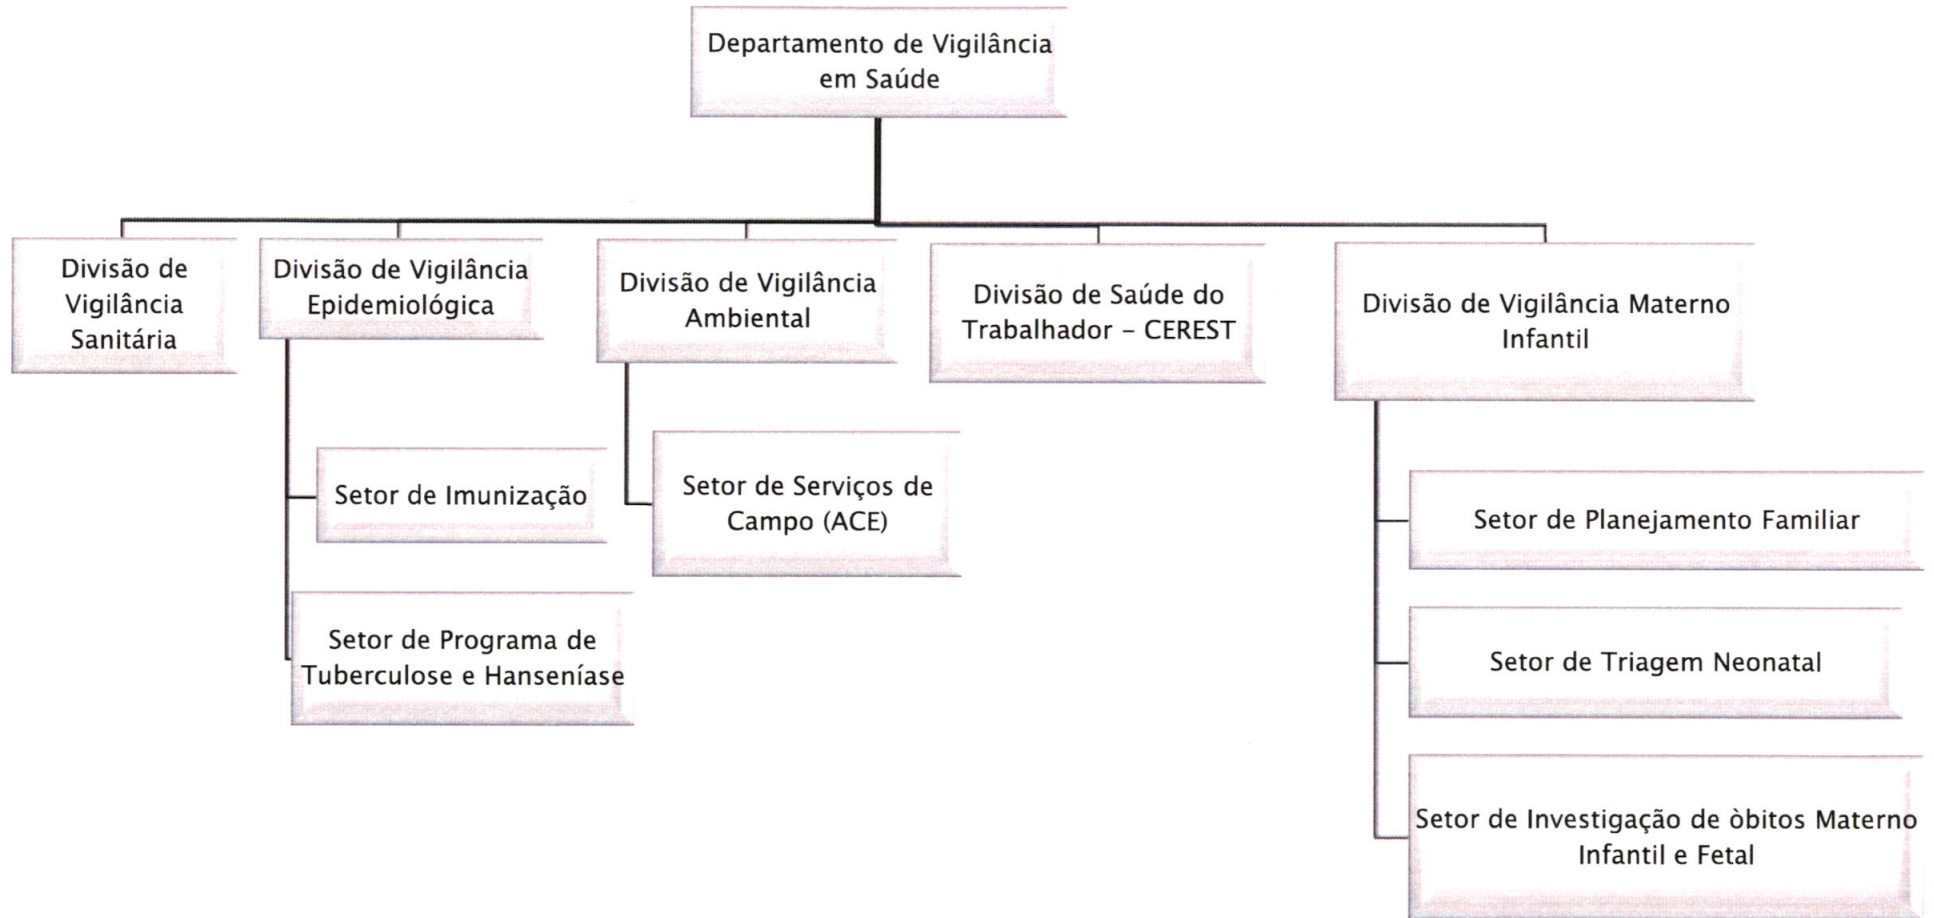 Departamento de Vigilância
em Saúde
Divisão de
Vigilância
Sanitária
Divisão de Vigilância
Epidemiológica
Divisão de Vigilância
Ambiental
Divisão de Saúde do
Trabalhador – CEREST
Divisão de Vigilância Materno
Infantil
Setor de Imunização
Setor de Programa de
Tuberculose e Hanseníase
Setor de Serviços de
Campo (ACE)
Setor de Planejamento Familiar
Setor de Triagem Neonatal
Setor de Investigação de òbitos Materno
Infantil e Fetal